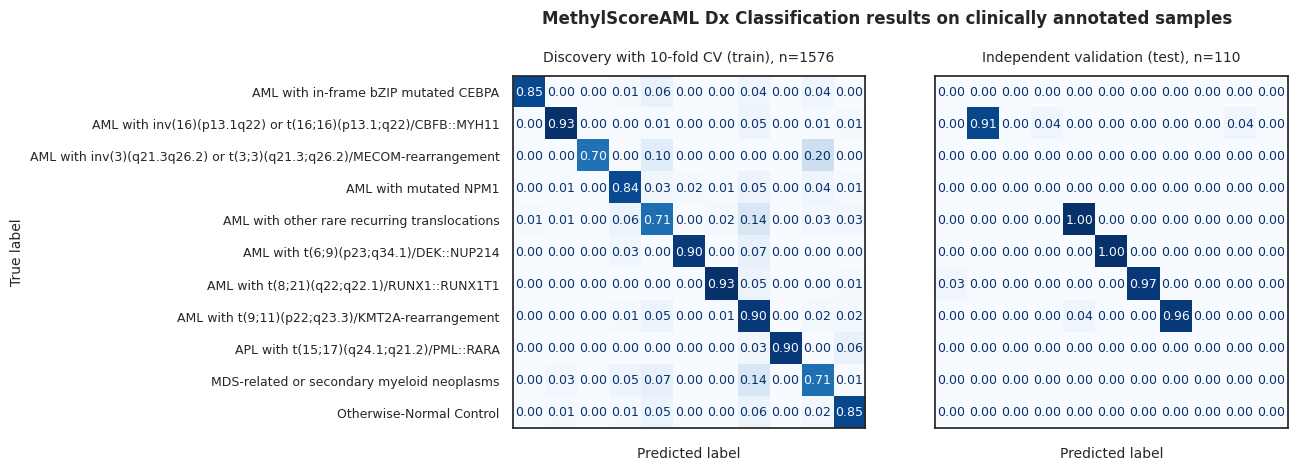 MethylScoreAML Dx Classification results on clinically annotated samples
Discovery with 10-fold CV (train), n=1576
Independent validation (test), n=110
True label
AML with in-frame bZIP mutated CEBPA
0.85 0.00 0.00 0.01 0.06 0.00 0.00 0.04 0.00 0.04 0.00
0.00 0.00 0.00 0.00 0.00 0.00 0.00 0.00 0.00 0.00 0.00
AML with inv(16)(p13.1q22) or t(16;16)(p13.1;q22)/CBFB::MYH11
0.00 0.93 0.00 0.00 0.01 0.00 0.00 0.05 0.00 0.01 0.01
0.00 0.91 0.00 0.04 0.00 0.00 0.00 0.00 0.00 0.04 0.00
AML with inv(3)(q21.3q26.2) or t(3;3)(q21.3;q26.2)/MECOM-rearrangement
0.00 0.00 0.70 0.00 0.10 0.00 0.00 0.00 0.00 0.20 0.00
0.00 0.00 0.00 0.00 0.00 0.00 0.00 0.00 0.00 0.00 0.00
AML with mutated NPM1
0.00 0.01 0.00 0.84 0.03 0.02 0.01 0.05 0.00 0.04 0.01
0.00 0.00 0.00 0.00 0.00 0.00 0.00 0.00 0.00 0.00 0.00
AML with other rare recurring translocations
0.01 0.01 0.00 0.06 0.71 0.00 0.02 0.14 0.00 0.03 0.03
0.00 0.00 0.00 0.00 1.00 0.00 0.00 0.00 0.00 0.00 0.00
AML with t(6;9)(p23;q34.1)/DEK::NUP214
0.00 0.00 0.00 0.03 0.00 0.90 0.00 0.07 0.00 0.00 0.00
0.00 0.00 0.00 0.00 0.00 1.00 0.00 0.00 0.00 0.00 0.00
AML with t(8;21)(q22;q22.1)/RUNX1::RUNX1T1
0.00 0.00 0.00 0.00 0.00 0.00 0.93 0.05 0.00 0.00 0.01
0.03 0.00 0.00 0.00 0.00 0.00 0.97 0.00 0.00 0.00 0.00
AML with t(9;11)(p22;q23.3)/KMT2A-rearrangement
0.00 0.00 0.00 0.01 0.05 0.00 0.01 0.90 0.00 0.02 0.02
0.00 0.00 0.00 0.00 0.04 0.00 0.00 0.96 0.00 0.00 0.00
APL with t(15;17)(q24.1;q21.2)/PML::RARA
0.00 0.00 0.00 0.00 0.00 0.00 0.00 0.03 0.90 0.00 0.06
0.00 0.00 0.00 0.00 0.00 0.00 0.00 0.00 0.00 0.00 0.00
MDS-related or secondary myeloid neoplasms
0.00 0.03 0.00 0.05 0.07 0.00 0.00 0.14 0.00 0.71 0.01
0.00 0.00 0.00 0.00 0.00 0.00 0.00 0.00 0.00 0.00 0.00
Otherwise-Normal Control
0.00 0.01 0.00 0.01 0.05 0.00 0.00 0.06 0.00 0.02 0.85
0.00 0.00 0.00 0.00 0.00 0.00 0.00 0.00 0.00 0.00 0.00
Predicted label
Predicted label